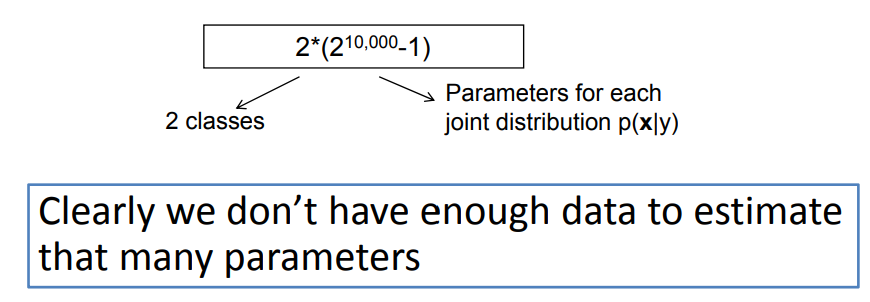 2*(2^10,000-1)
Parameters for each
joint distribution p(x|y)
2 classes
Clearly we don't have enough data to estimate
that many parameters